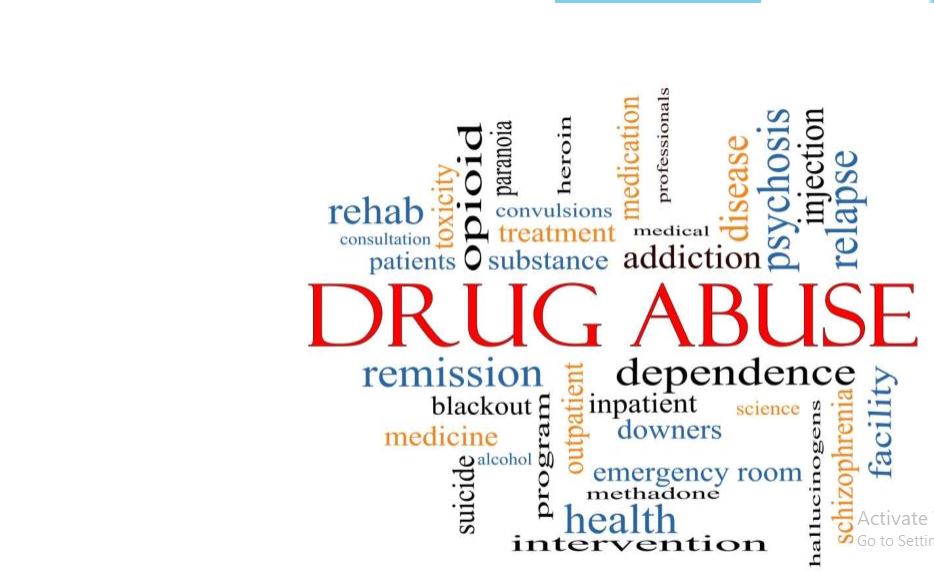 professionals
medication
injection
psychosis
heroin
paranoia
opioid
disease
relapse
toxicity
rehab
convulsions
consultation
treatment
medical
patients
substance
addiction
DRUG ABUSE
remission
dependence
outpatient
facility
blackout
inpatient
science
program
hallucinogens
schizophrenia
medicine
downers
suicide
alcohol
emergency room
methadone
health
intervention
Activate
Go to Settin